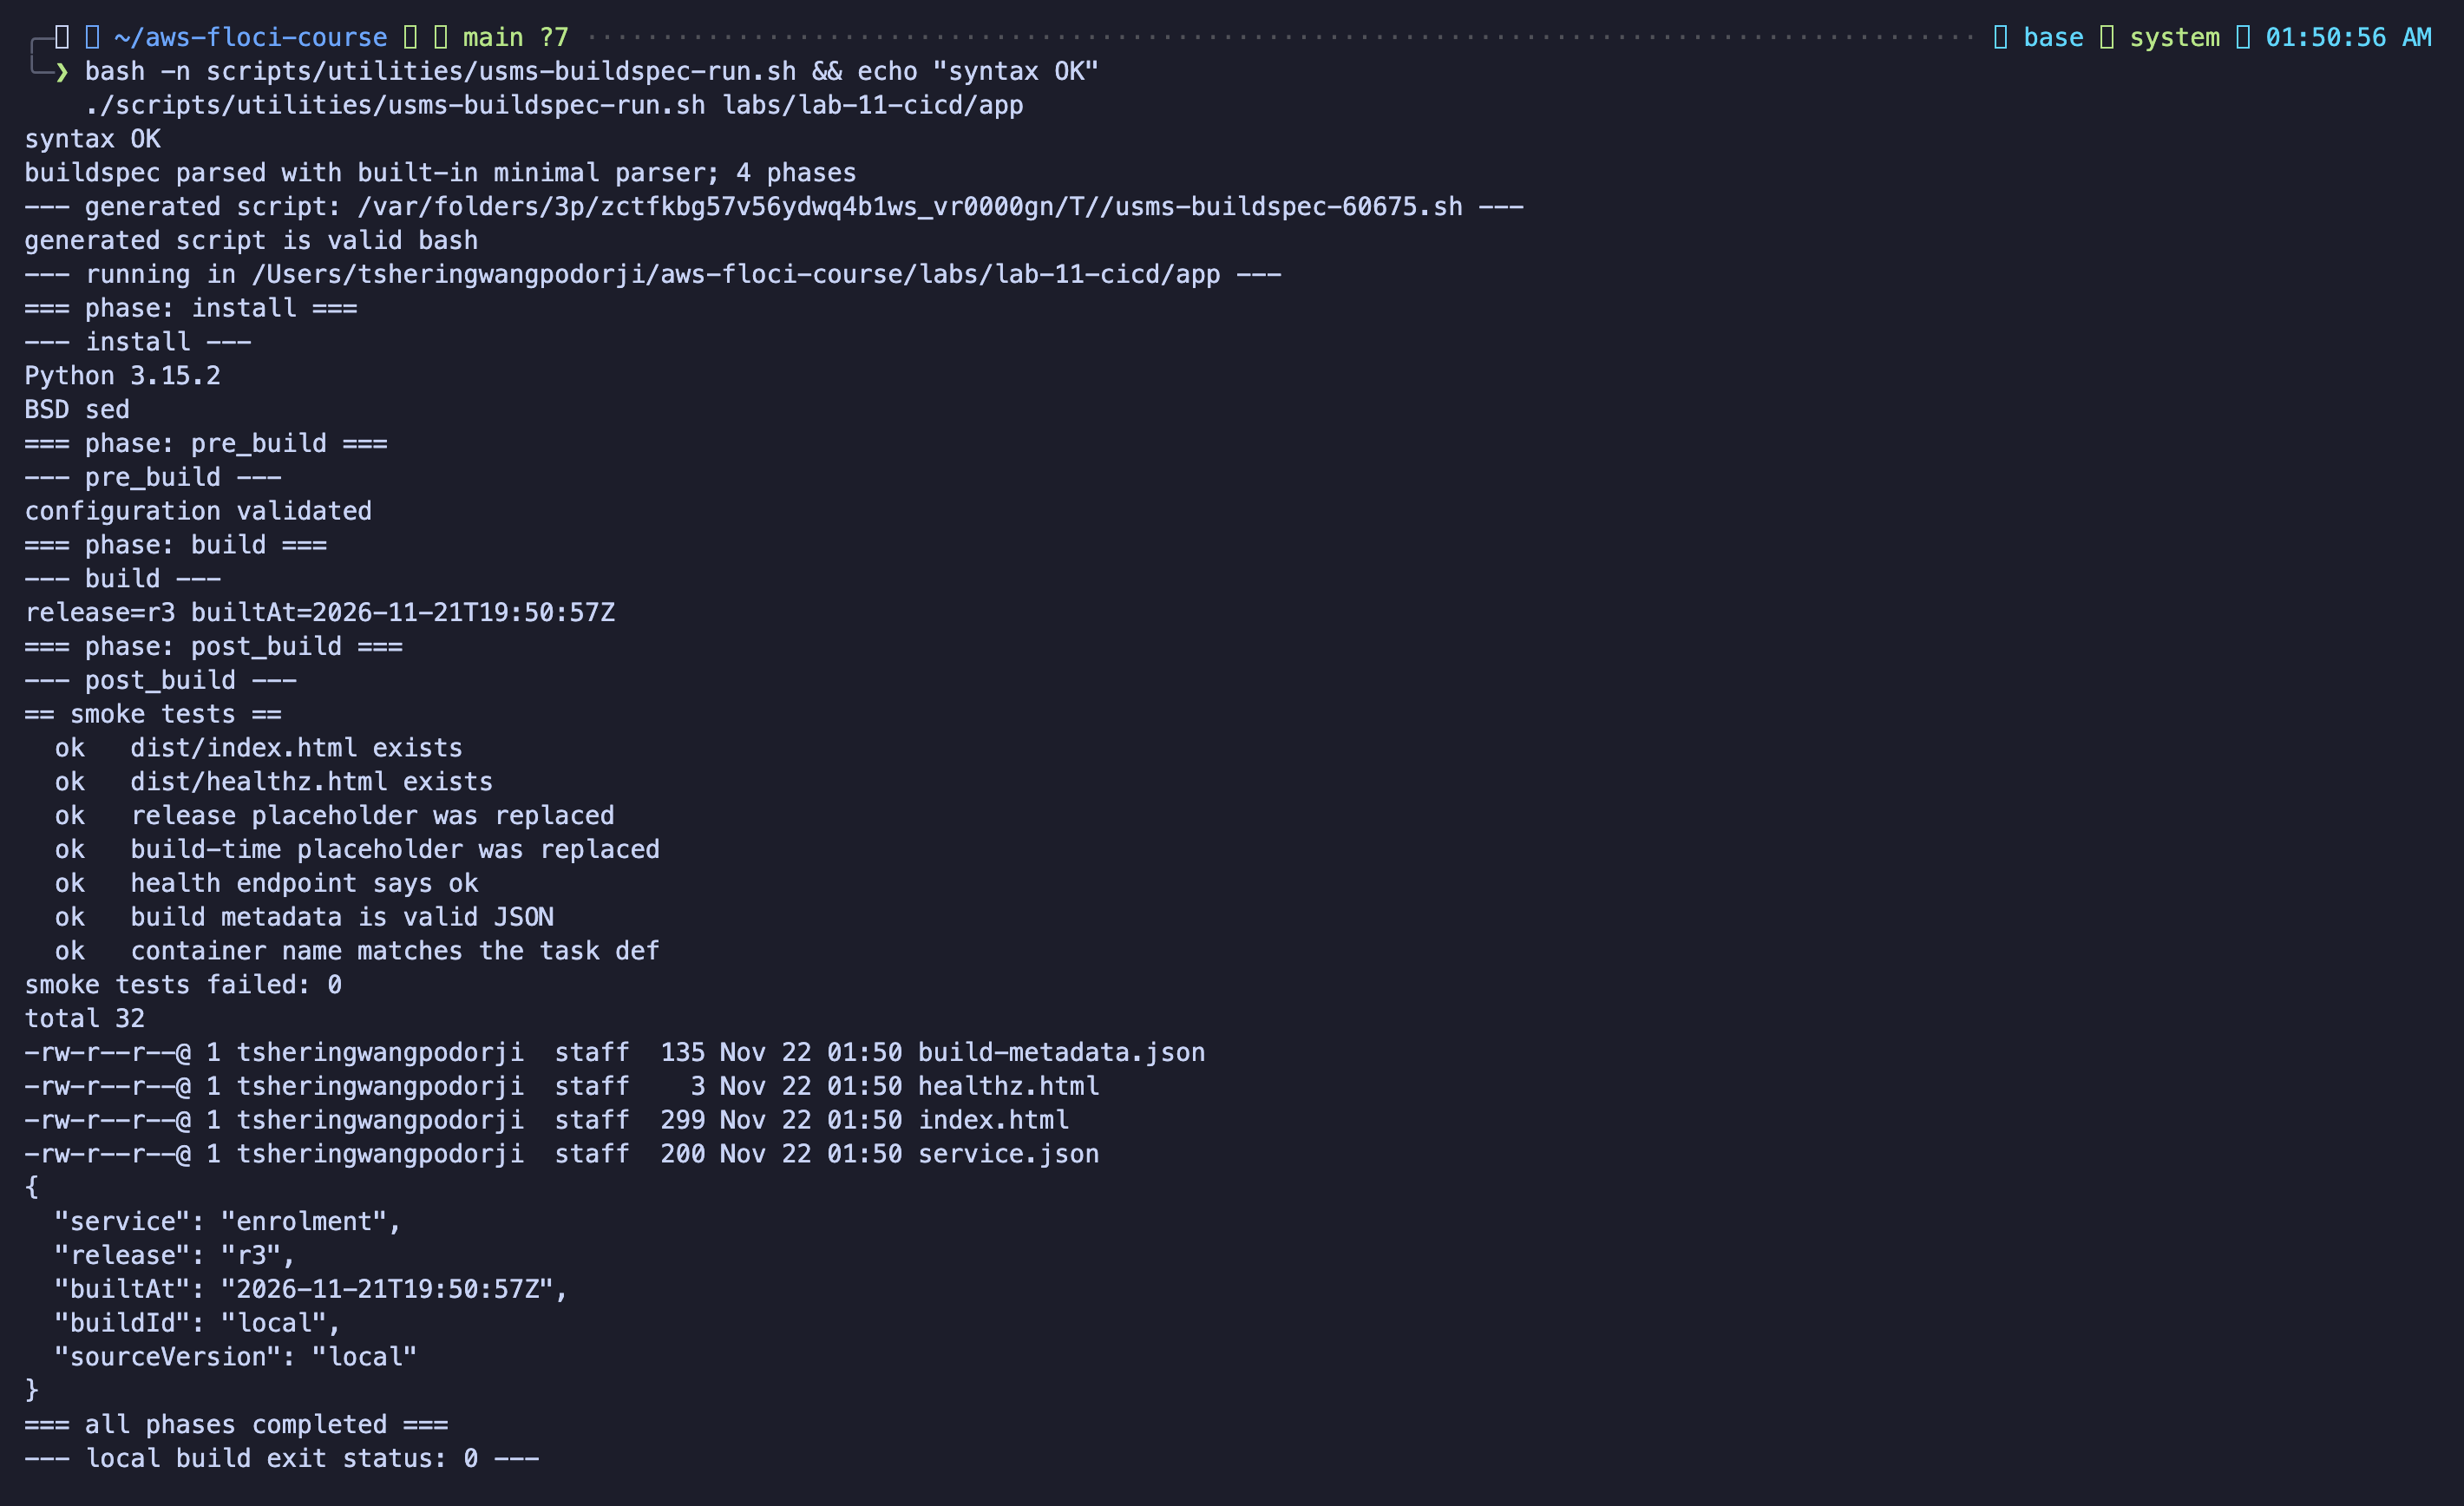 ~/aws-floci-course main ?7 base system 01:50:56 AM
❯ bash -n scripts/utilities/usms-buildspec-run.sh && echo "syntax OK"
./scripts/utilities/usms-buildspec-run.sh labs/lab-11-cicd/app
syntax OK
buildspec parsed with built-in minimal parser; 4 phases
--- generated script: /var/folders/3p/zctfkbg57v56ydwq4b1ws_vr0000gn/T//usms-buildspec-60675.sh ---
generated script is valid bash
--- running in /Users/tsheringwangpodorji/aws-floci-course/labs/lab-11-cicd/app ---
=== phase: install ===
--- install ---
Python 3.15.2
BSD sed
=== phase: pre_build ===
--- pre_build ---
configuration validated
=== phase: build ===
--- build ---
release=r3 builtAt=2026-11-21T19:50:57Z
=== phase: post_build ===
--- post_build ---
== smoke tests ==
  ok   dist/index.html exists
  ok   dist/healthz.html exists
  ok   release placeholder was replaced
  ok   build-time placeholder was replaced
  ok   health endpoint says ok
  ok   build metadata is valid JSON
  ok   container name matches the task def
smoke tests failed: 0
total 32
-rw-r--r--@ 1 tsheringwangpodorji  staff  135 Nov 22 01:50 build-metadata.json
-rw-r--r--@ 1 tsheringwangpodorji  staff    3 Nov 22 01:50 healthz.html
-rw-r--r--@ 1 tsheringwangpodorji  staff  299 Nov 22 01:50 index.html
-rw-r--r--@ 1 tsheringwangpodorji  staff  200 Nov 22 01:50 service.json
{
  "service": "enrolment",
  "release": "r3",
  "builtAt": "2026-11-21T19:50:57Z",
  "buildId": "local",
  "sourceVersion": "local"
}
=== all phases completed ===
--- local build exit status: 0 ---